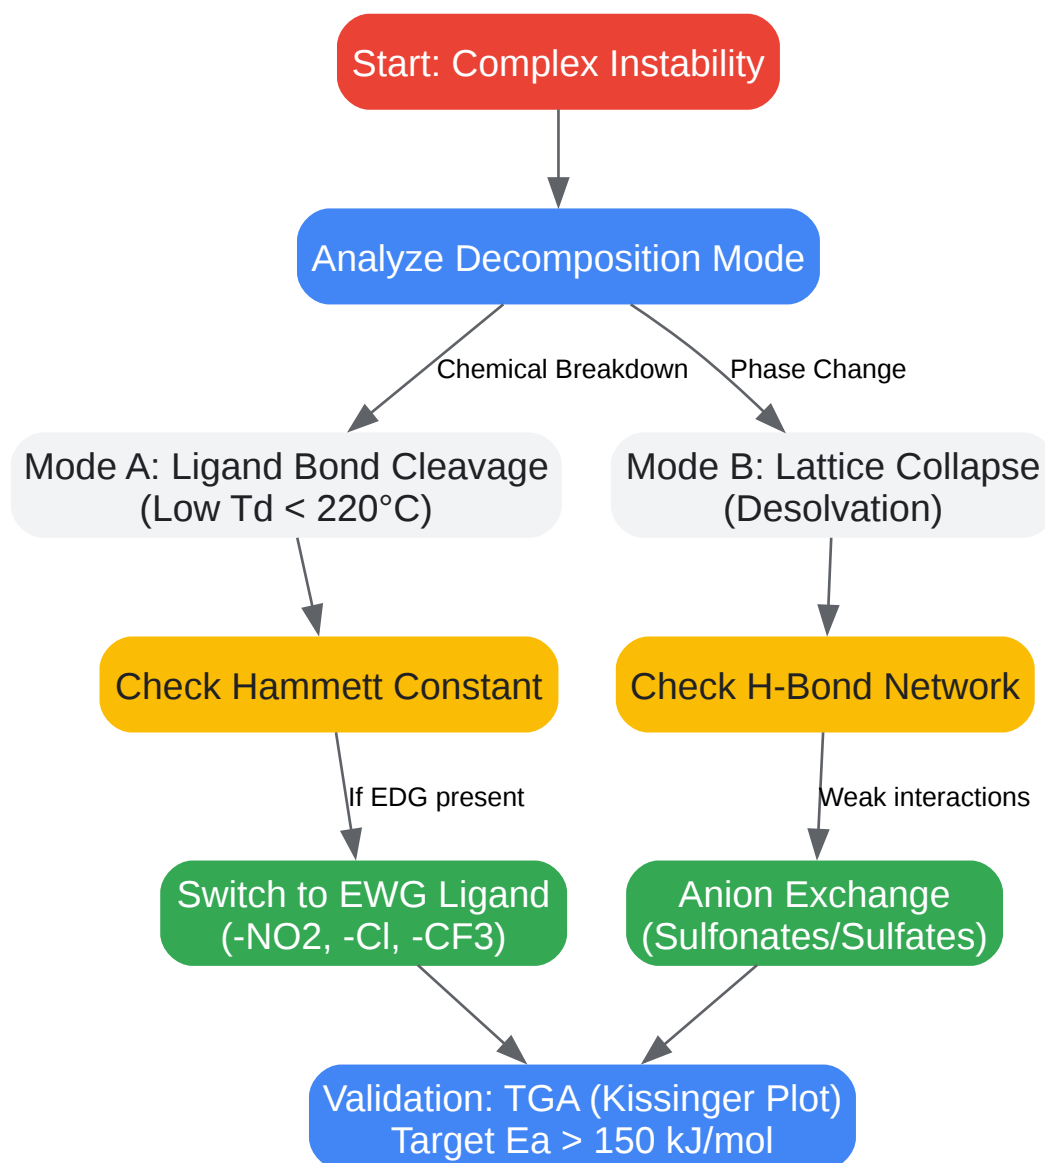 Start: Complex Instability
Analyze Decomposition Mode
Chemical Breakdown
Phase Change
Mode A: Ligand Bond Cleavage
(Low Td < 220°C)
Mode B: Lattice Collapse
(Desolvation)
Check Hammett Constant
Check H-Bond Network
If EDG present
Weak interactions
Switch to EWG Ligand
(-NO2, -Cl, -CF3)
Anion Exchange
(Sulfonates/Sulfates)
Validation: TGA (Kissinger Plot)
Target Ea > 150 kJ/mol